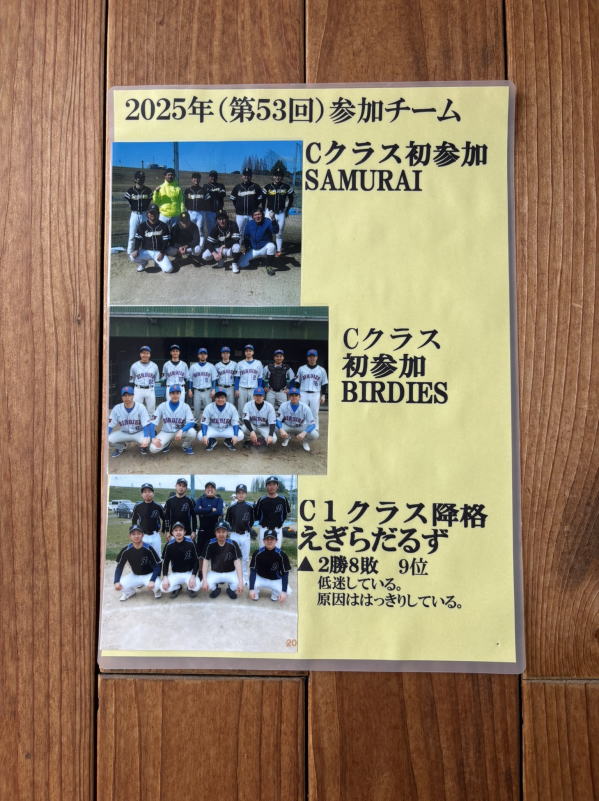 2025年（第53回）参加チーム
Cクラス初参加
SAMURAI
Cクラス
初参加
BIRDIES
C１クラス降格
えぎらだるず
▲2勝8敗　9位
低迷している。
原因ははっきりしている。
20